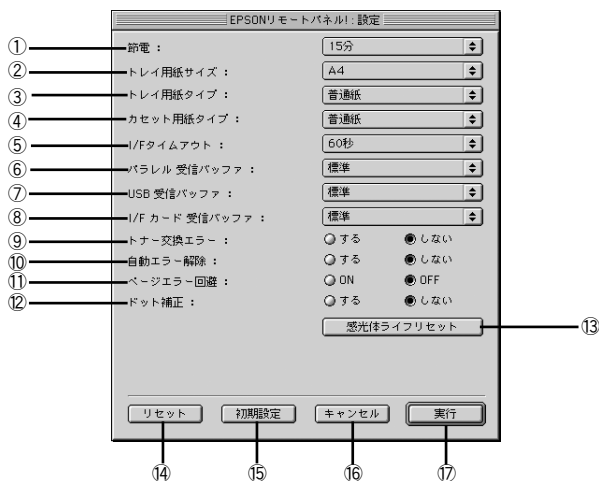 EPSONリモートパネル!:設定
① 節電: 15分
② トレイ用紙サイズ: A4
③ トレイ用紙タイプ: 普通紙
④ カセット用紙タイプ: 普通紙
⑤ I/Fタイムアウト: 60秒
⑥ パラレル 受信バッファ: 標準
⑦ USB 受信バッファ: 標準
⑧ I/F カード 受信バッファ: 標準
⑨ トナー交換エラー: する しない
⑩ 自動エラー解除: する しない
⑪ ページエラー回避: ON OFF
⑫ ドット補正: する しない
感光体ライフリセット ⑬
リセット 初期設定 キャンセル 実行
⑭ ⑮ ⑯ ⑰